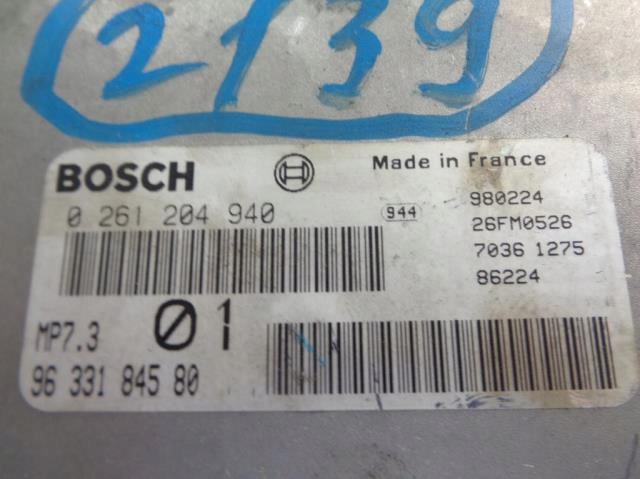 2139
BOSCH
Made in France
0 261 204 940
944
980224
26FM0526
7036 1275
86224
MP7.3
01
96 331 845 80